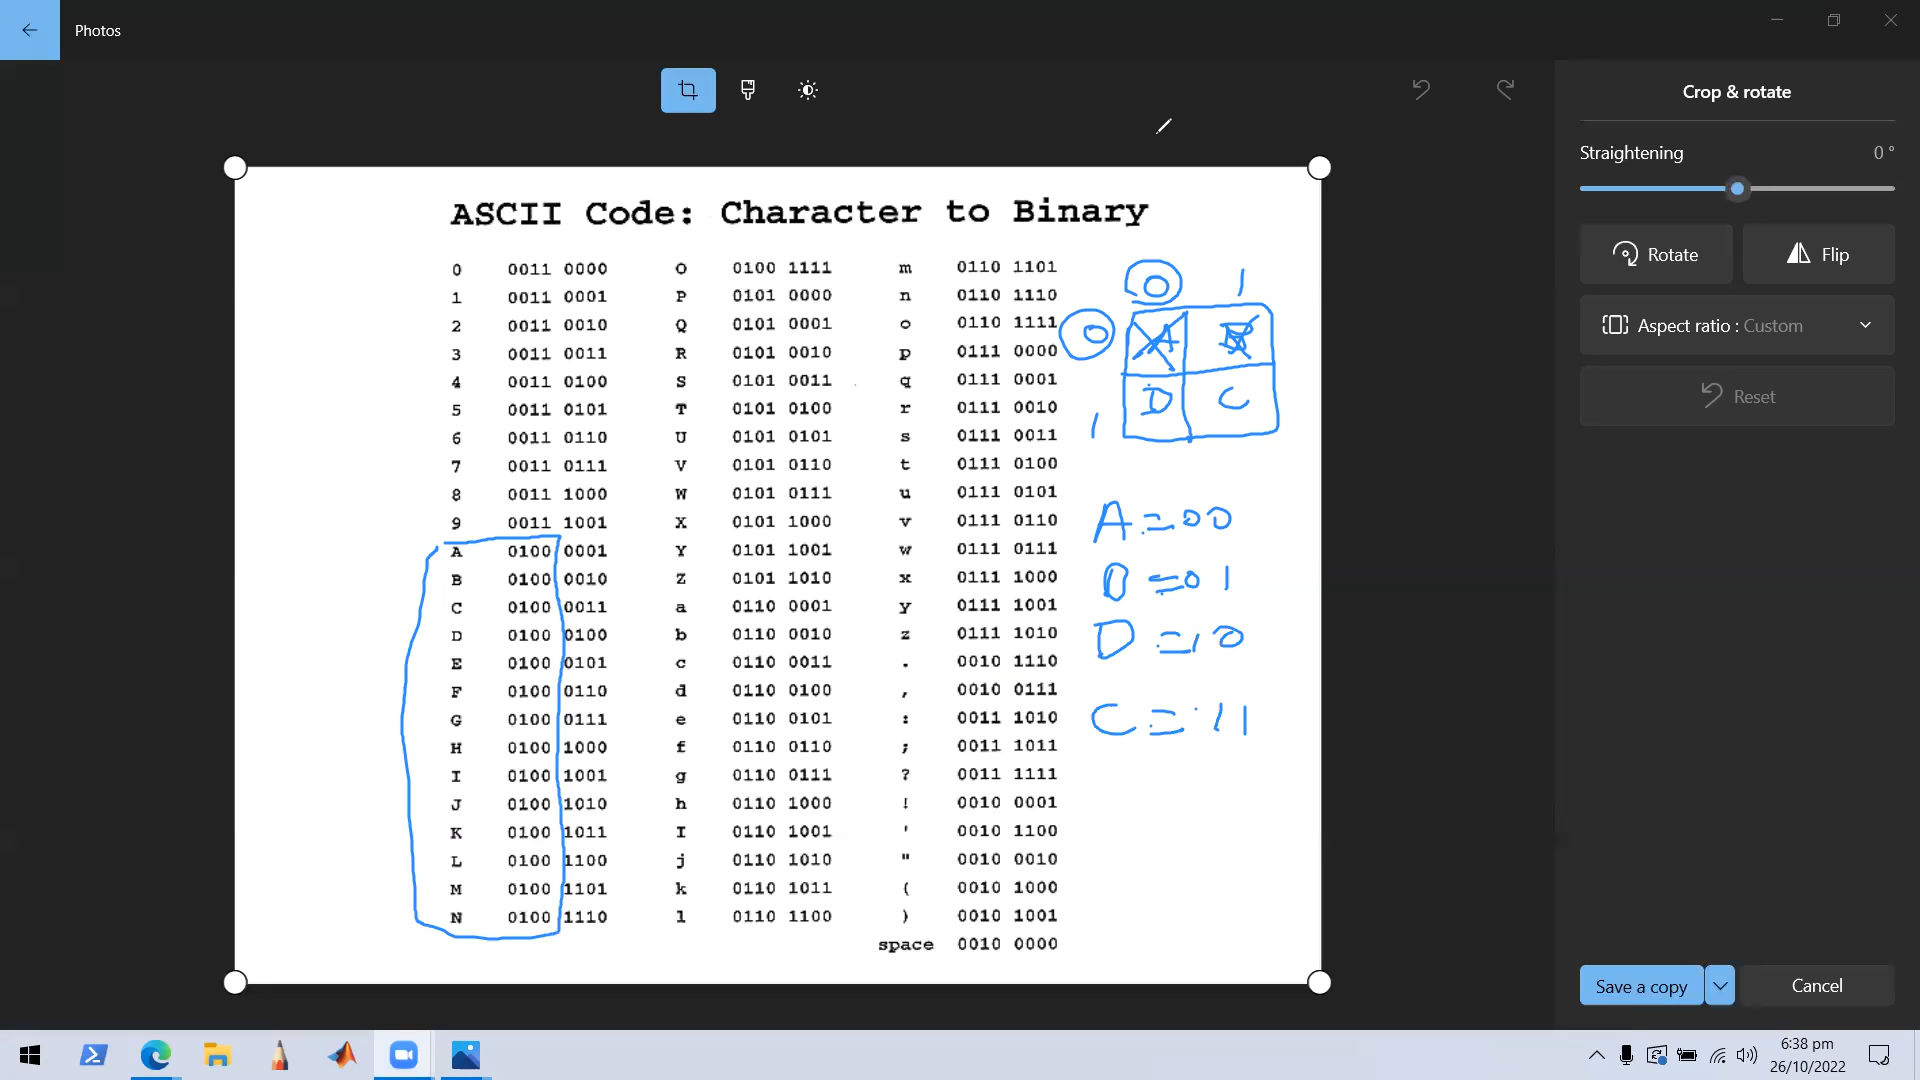 Photos
Crop & rotate
Straightening 0 °
Rotate Flip
Aspect ratio : Custom
Reset
Save a copy Cancel
ASCII Code: Character to Binary
0 0011 0000 O 0100 1111 m 0110 1101
1 0011 0001 P 0101 0000 n 0110 1110
2 0011 0010 Q 0101 0001 o 0110 1111
3 0011 0011 R 0101 0010 p 0111 0000
4 0011 0100 S 0101 0011 q 0111 0001
5 0011 0101 T 0101 0100 r 0111 0010
6 0011 0110 U 0101 0101 s 0111 0011
7 0011 0111 V 0101 0110 t 0111 0100
8 0011 1000 W 0101 0111 u 0111 0101
9 0011 1001 X 0101 1000 v 0111 0110
A 0100 0001 Y 0101 1001 w 0111 0111
B 0100 0010 Z 0101 1010 x 0111 1000
C 0100 0011 a 0110 0001 y 0111 1001
D 0100 0100 b 0110 0010 z 0111 1010
E 0100 0101 c 0110 0011 . 0010 1110
F 0100 0110 d 0110 0100 , 0010 0111
G 0100 0111 e 0110 0101 : 0011 1010
H 0100 1000 f 0110 0110 ; 0011 1011
I 0100 1001 g 0110 0111 ? 0011 1111
J 0100 1010 h 0110 1000 ! 0010 0001
K 0100 1011 I 0110 1001 ' 0010 1100
L 0100 1100 j 0110 1010 " 0010 0010
M 0100 1101 k 0110 1011 ( 0010 1000
N 0100 1110 l 0110 1100 ) 0010 1001
space 0010 0000
0 1
0 A
1 D C
A = 00
= 01
D = 10
C = 11
6:38 pm
26/10/2022